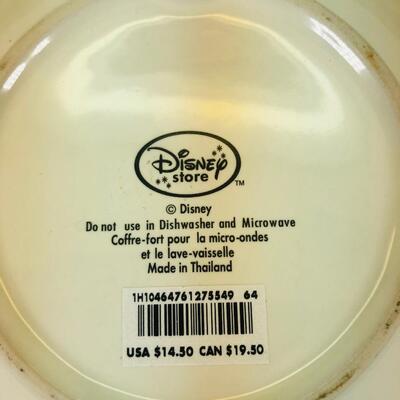 Disney
store
TM
© Disney
Do not use in Dishwasher and Microwave
Coffre-fort pour la micro-ondes
et le lave-vaisselle
Made in Thailand
1H10464761275549 64
USA $14.50 CAN $19.50